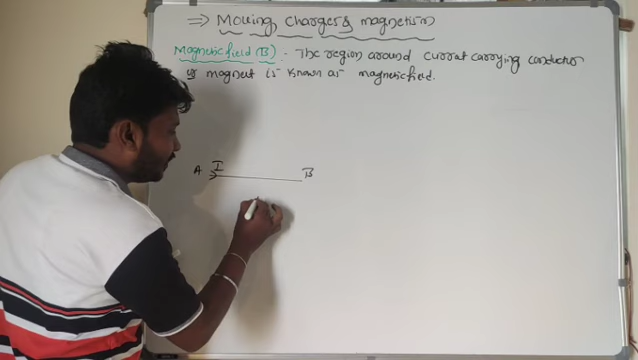 => Moving charges & magnetism
Magnetic field (B) - The region around current carrying conductor
or magnet is known as magnetic field.
I
A B